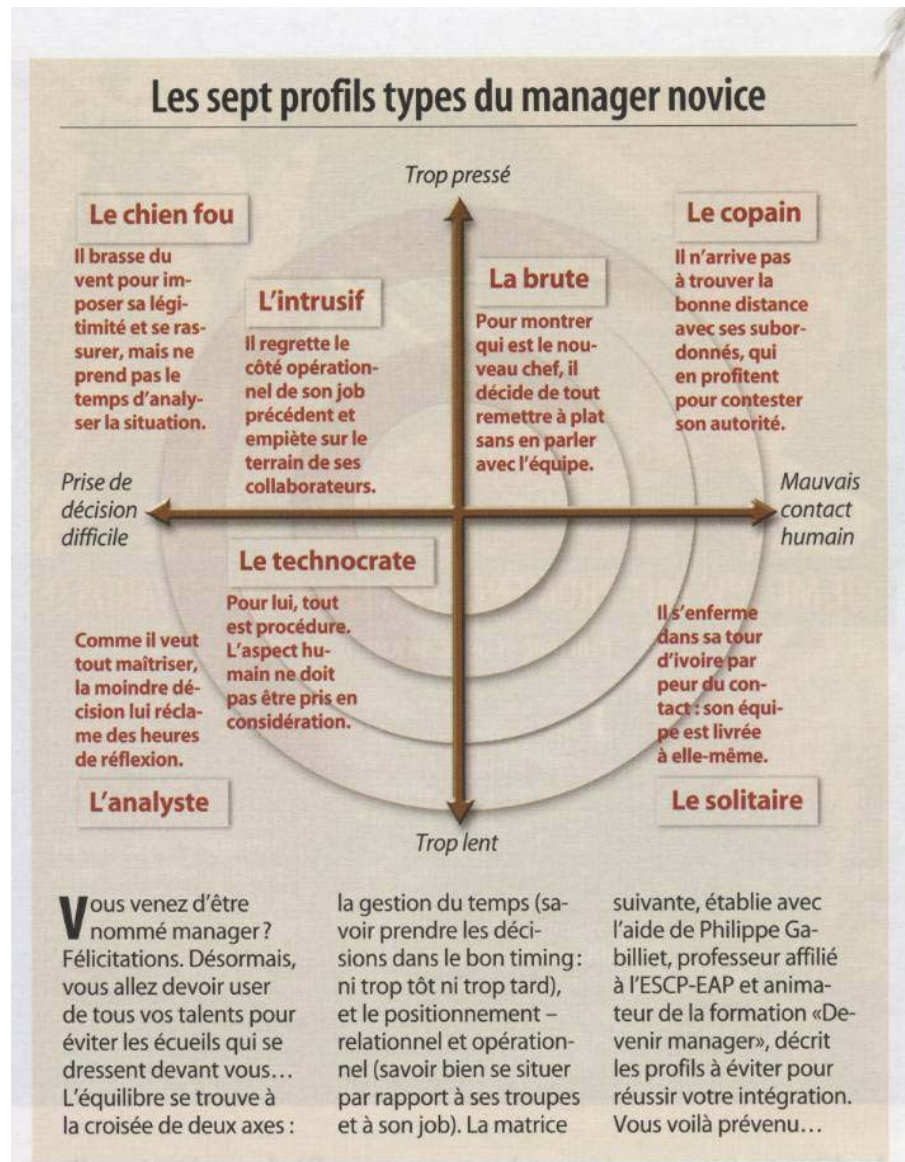 Les sept profils types du manager novice
Trop pressé
Le chien fou
Il brasse du
vent pour im-
poser sa légi-
timité et se ras-
surer, mais ne
prend pas le
temps d'analy-
ser la situation.
L'intrusif
Il regrette le
côté opération-
nel de son job
précédent et
empiète sur le
terrain de ses
collaborateurs.
La brute
Pour montrer
qui est le nou-
veau chef, il
décide de tout
remettre à plat
sans en parler
avec l'équipe.
Le copain
Il n'arrive pas
à trouver la
bonne distance
avec ses subor-
donnés, qui
en profitent
pour contester
son autorité.
Prise de
décision
difficile
Mauvais
contact
humain
Le technocrate
Pour lui, tout
est procédure.
L'aspect hu-
main ne doit
pas être pris en
considération.
Comme il veut
tout maîtriser,
la moindre dé-
cision lui récla-
me des heures
de réflexion.
L'analyste
Il s'enferme
dans sa tour
d'ivoire par
peur du con-
tact : son équi-
pe est livrée
à elle-même.
Le solitaire
Trop lent
Vous venez d'être
nommé manager ?
Félicitations. Désormais,
vous allez devoir user
de tous vos talents pour
éviter les écueils qui se
dressent devant vous…
L'équilibre se trouve à
la croisée de deux axes :
la gestion du temps (sa-
voir prendre les déci-
sions dans le bon timing :
ni trop tôt ni trop tard),
et le positionnement –
relationnel et opération-
nel (savoir bien se situer
par rapport à ses troupes
et à son job). La matrice
suivante, établie avec
l'aide de Philippe Ga-
billiet, professeur affilié
à l'ESCP-EAP et anima-
teur de la formation «De-
venir manager», décrit
les profils à éviter pour
réussir votre intégration.
Vous voilà prévenu…